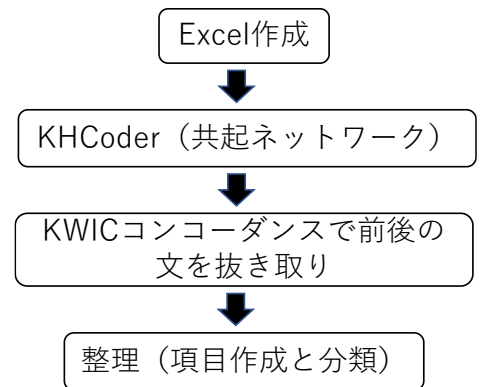 Excel作成
KHCoder（共起ネットワーク）
KWICコンコーダンスで前後の
文を抜き取り
整理（項目作成と分類）